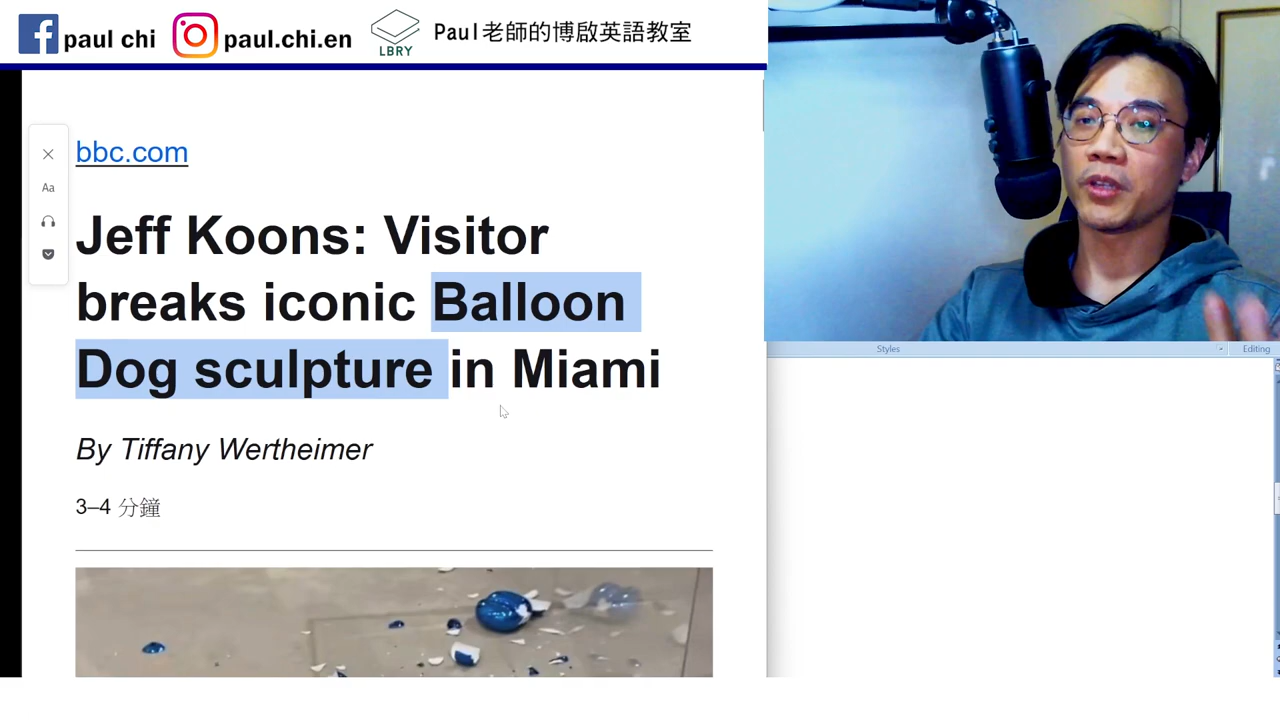 paul chi
paul.chi.en
LBRY
Paul老師的博啟英語教室
bbc.com
Aa
Jeff Koons: Visitor
breaks iconic Balloon
Dog sculpture in Miami
By Tiffany Wertheimer
3–4 分鐘
Styles
Editing